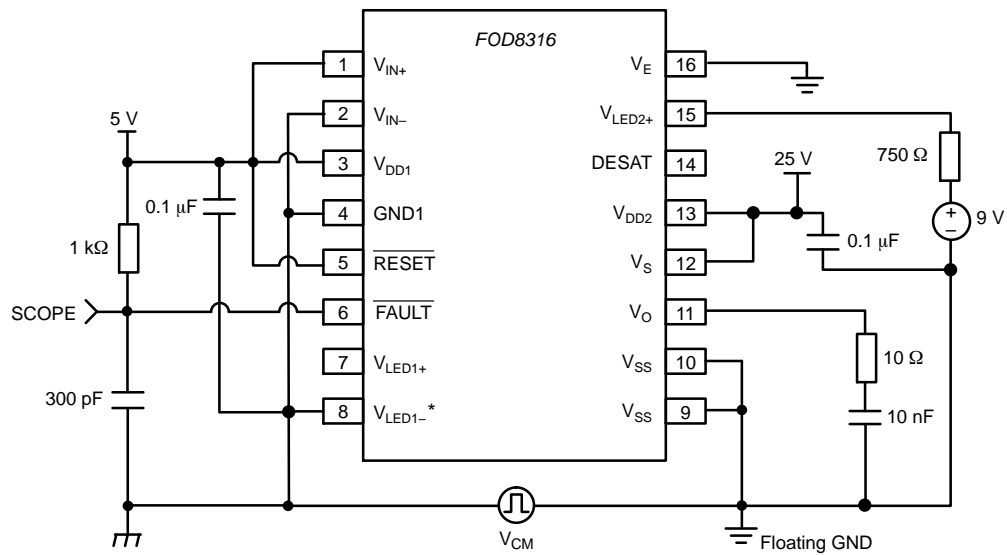 FOD8316
1 V_IN+
2 V_IN–
3 V_DD1
4 GND1
5 RESET
6 FAULT
7 V_LED1+
8 V_LED1–*
V_E 16
V_LED2+ 15
DESAT 14
V_DD2 13
V_S 12
V_O 11
V_SS 10
V_SS 9
5 V
0.1 μF
1 kΩ
SCOPE
300 pF
25 V
750 Ω
+
–
9 V
0.1 μF
10 Ω
10 nF
V_CM
Floating GND